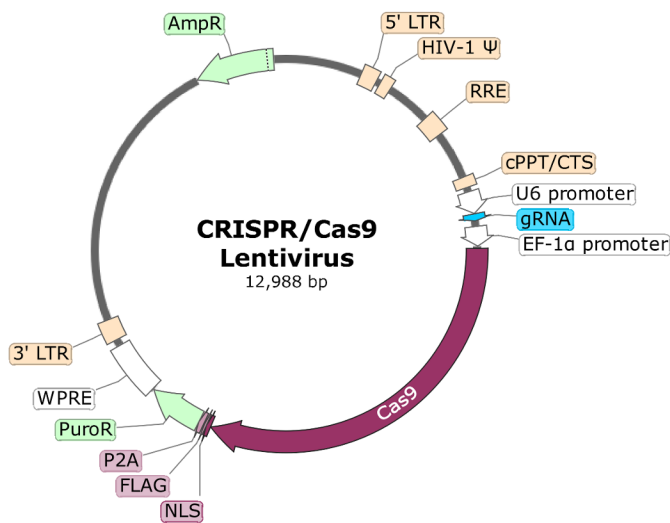 AmpR
5' LTR
HIV-1 Ψ
RRE
cPPT/CTS
U6 promoter
gRNA
EF-1α promoter
CRISPR/Cas9
Lentivirus
12,988 bp
Cas9
3' LTR
WPRE
PuroR
P2A
FLAG
NLS